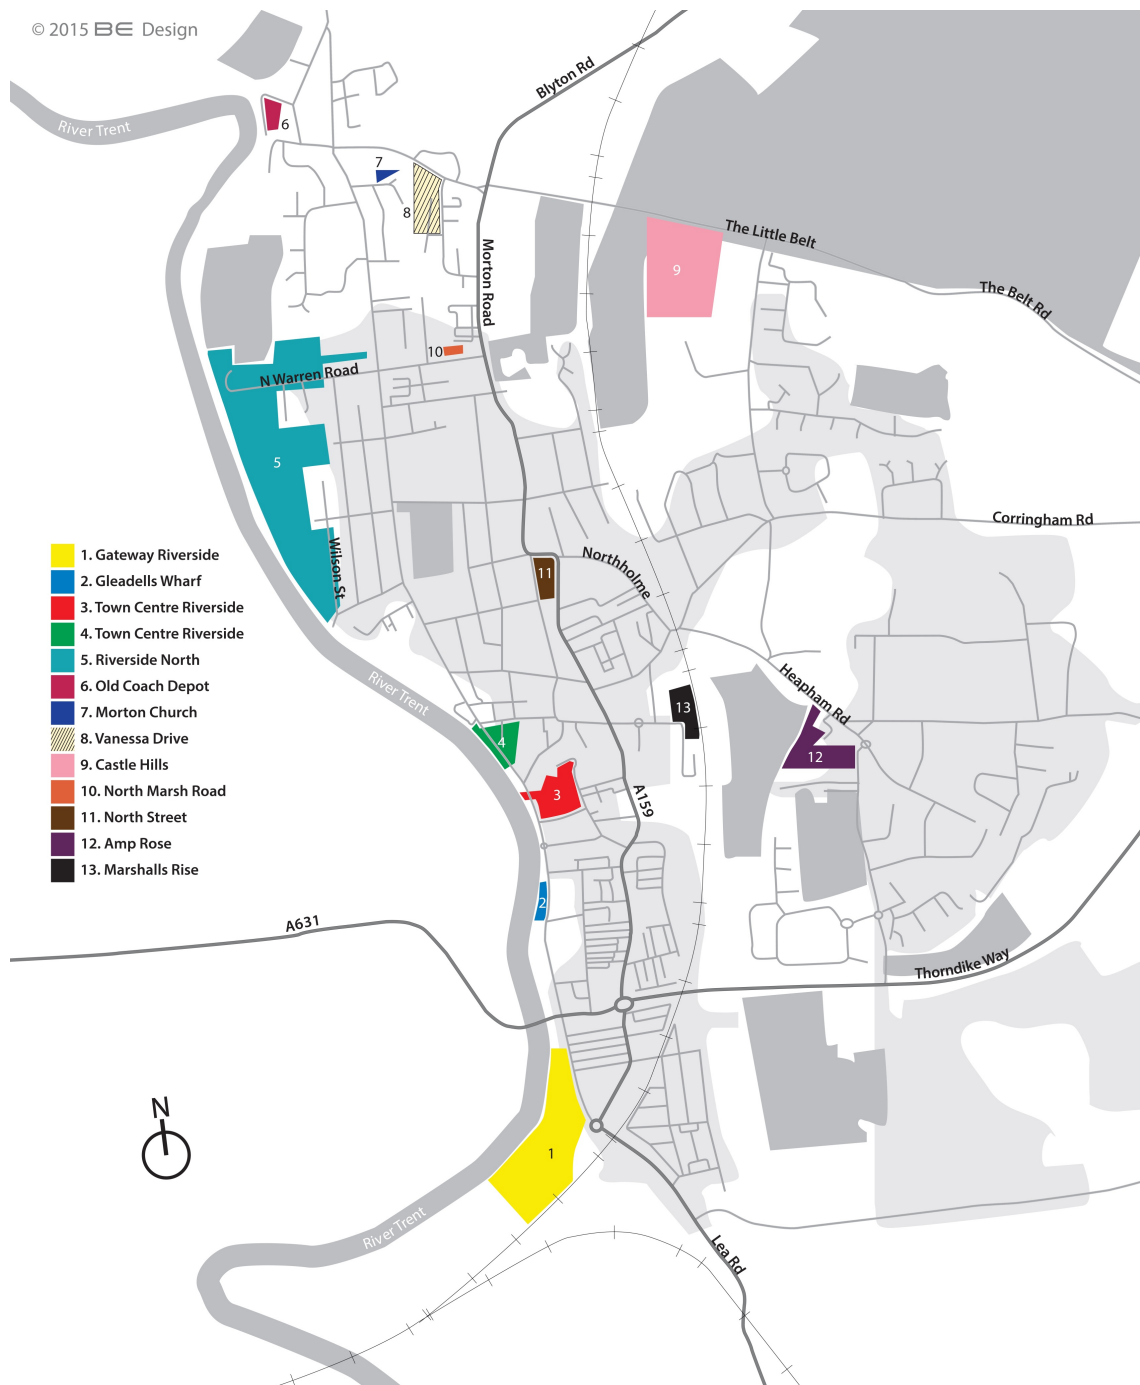 © 2015 BE Design
Blyton Rd
River Trent
6
7
8
Morton Road
The Little Belt
9
The Belt Rd
10
N Warren Road
5
Corringham Rd
Wilson St
11
Northholme
1. Gateway Riverside
2. Gleadells Wharf
3. Town Centre Riverside
4. Town Centre Riverside
5. Riverside North
6. Old Coach Depot
7. Morton Church
8. Vanessa Drive
9. Castle Hills
10. North Marsh Road
11. North Street
12. Amp Rose
13. Marshalls Rise
River Trent
Heapham Rd
13
4
12
3
A159
2
A631
Thorndike Way
N
1
River Trent
Lea Rd